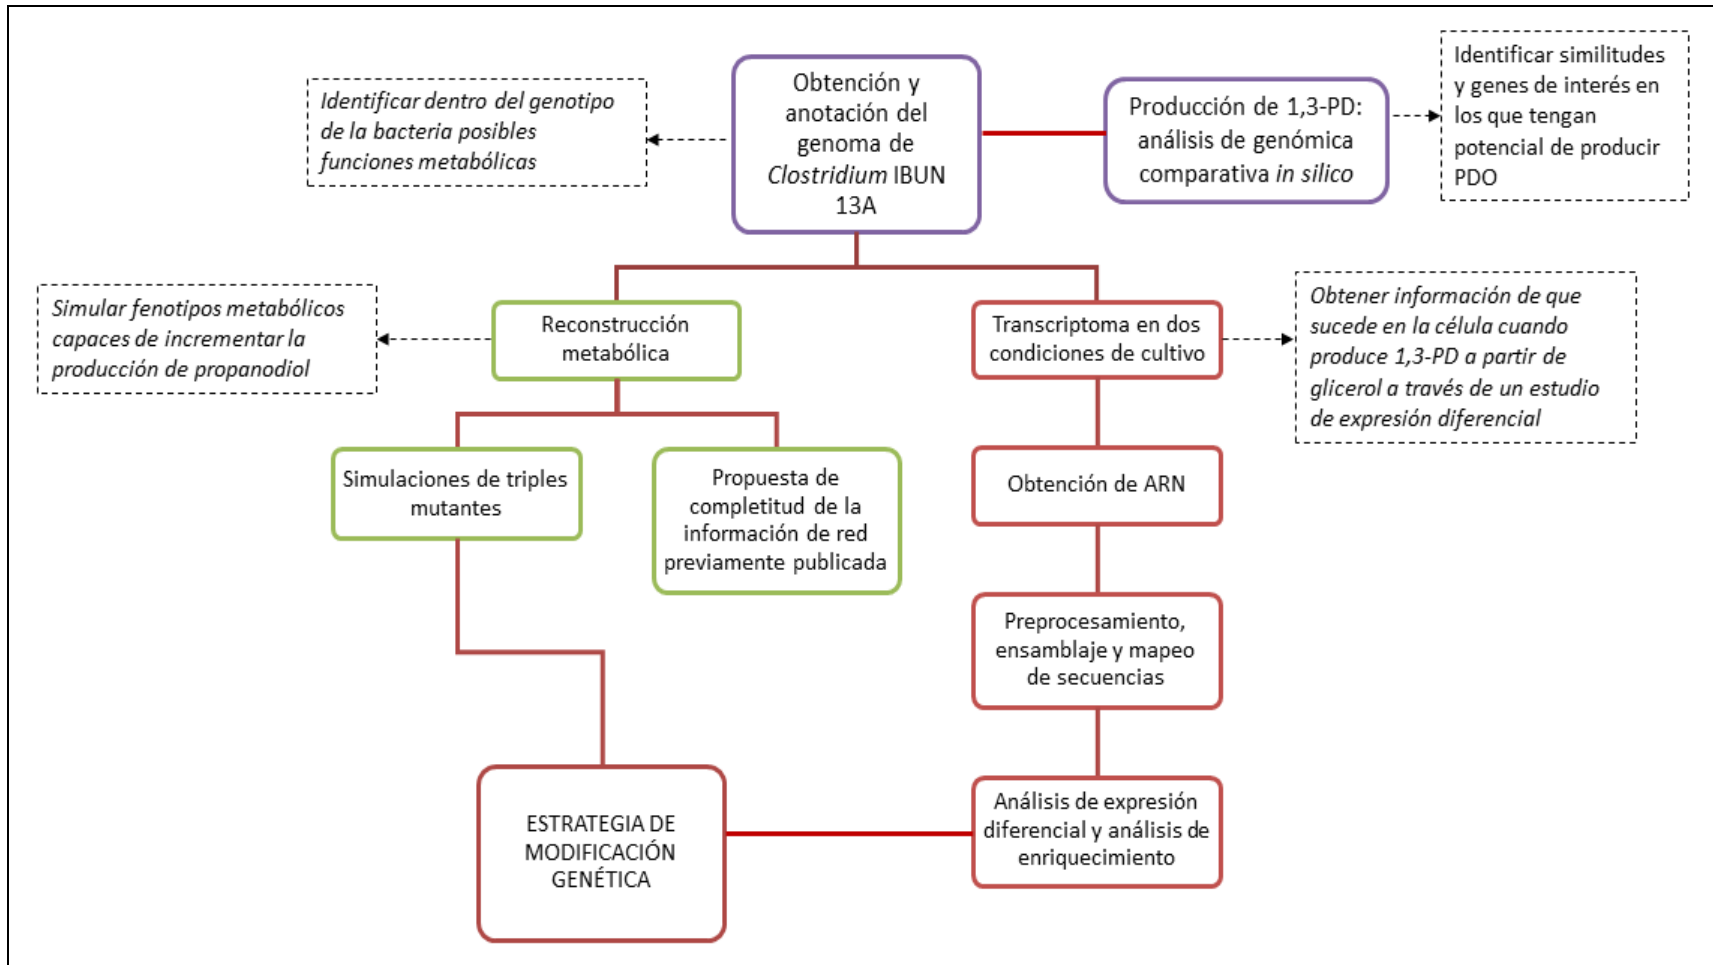 Identificar dentro del genotipo
de la bacteria posibles
funciones metabólicas
Obtención y
anotación del
genoma de
Clostridium IBUN
13A
Producción de 1,3-PD:
análisis de genómica
comparativa in silico
Identificar similitudes
y genes de interés en
los que tengan
potencial de producir
PDO
Simular fenotipos metabólicos
capaces de incrementar la
producción de propanodiol
Reconstrucción
metabólica
Transcriptoma en dos
condiciones de cultivo
Obtener información de que
sucede en la célula cuando
produce 1,3-PD a partir de
glicerol a través de un estudio
de expresión diferencial
Simulaciones de triples
mutantes
Propuesta de
completitud de la
información de red
previamente publicada
Obtención de ARN
Preprocesamiento,
ensamblaje y mapeo
de secuencias
ESTRATEGIA DE
MODIFICACIÓN
GENÉTICA
Análisis de expresión
diferencial y análisis de
enriquecimiento